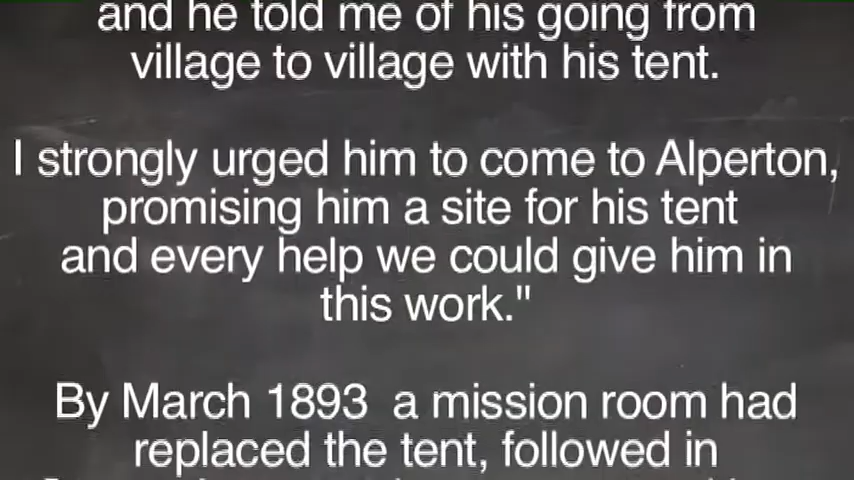 and he told me of his going from
village to village with his tent.
I strongly urged him to come to Alperton,
promising him a site for his tent
and every help we could give him in
this work."
By March 1893 a mission room had
replaced the tent, followed in